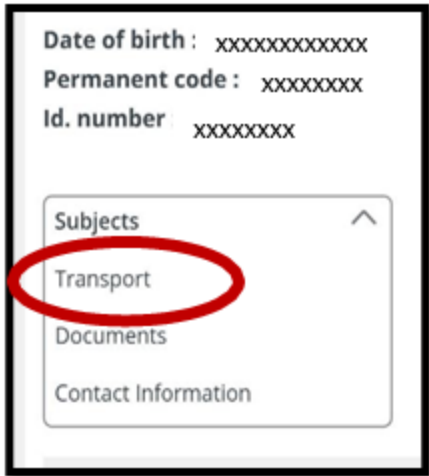 Date of birth : xxxxxxxxxxxx
Permanent code : xxxxxxxx
Id. number : xxxxxxxx
Subjects
Transport
Documents
Contact Information